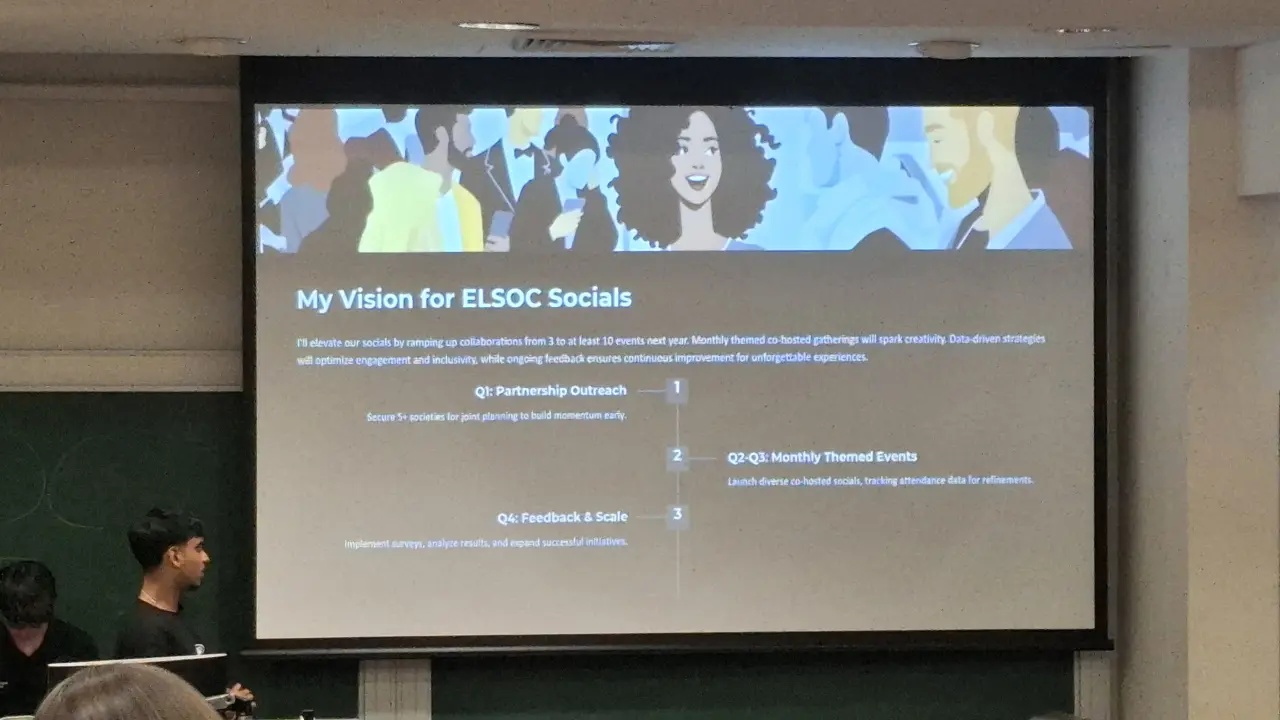 My Vision for ELSOC Socials
I'll elevate our socials by ramping up collaborations from 3 to at least 10 events next year. Monthly themed co-hosted gatherings will spark creativity. Data-driven strategies
will optimize engagement and inclusivity, while ongoing feedback ensures continuous improvement for unforgettable experiences.
Q1: Partnership Outreach
1
Secure 5+ societies for joint planning to build momentum early.
2
Q2-Q3: Monthly Themed Events
Launch diverse co-hosted socials, tracking attendance data for refinements.
Q4: Feedback & Scale
3
Implement surveys, analyze results, and expand successful initiatives.